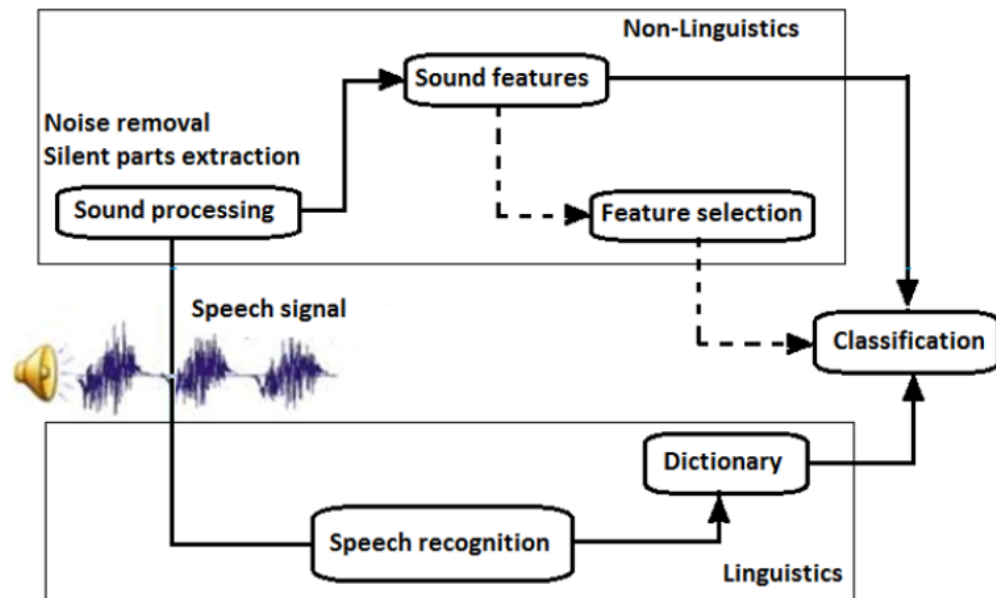 Non-Linguistics
Sound features
Noise removal
Silent parts extraction
Sound processing
Feature selection
Speech signal
Classification
Dictionary
Speech recognition
Linguistics